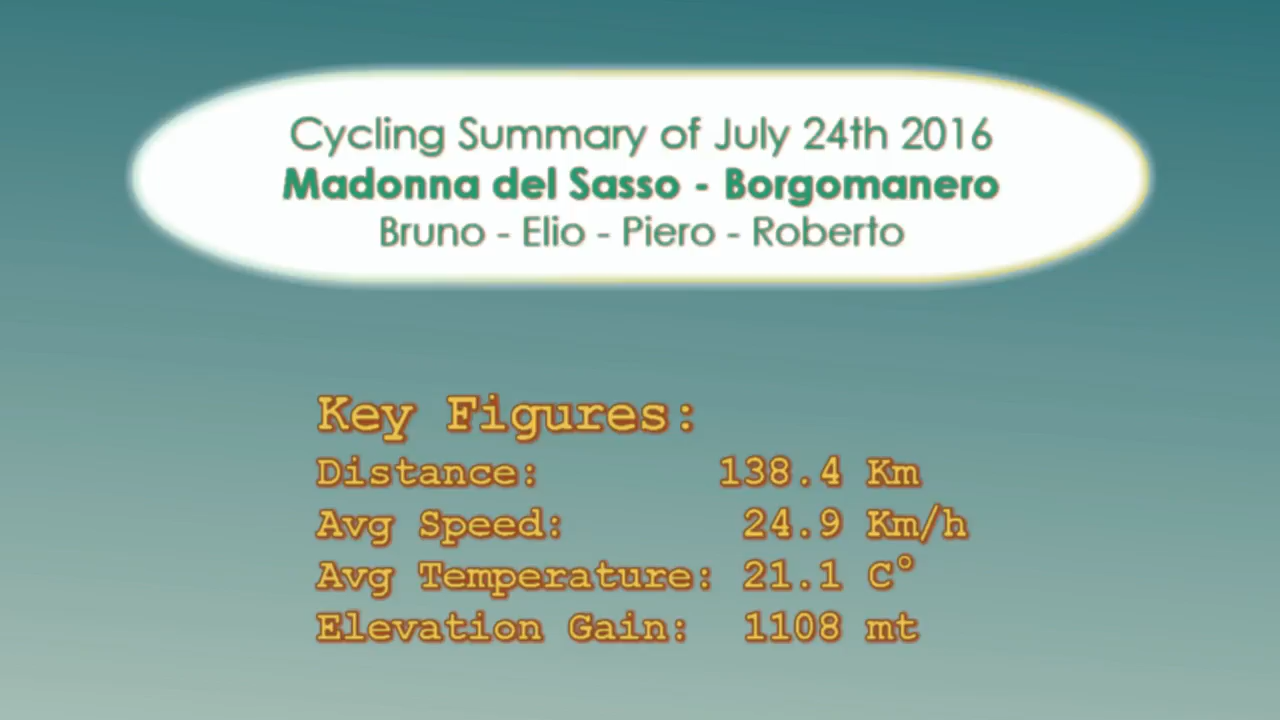 Cycling Summary of July 24th 2016
Madonna del Sasso - Borgomanero
Bruno - Elio - Piero - Roberto
Key Figures:
Distance: 138.4 Km
Avg Speed: 24.9 Km/h
Avg Temperature: 21.1 C°
Elevation Gain: 1108 mt